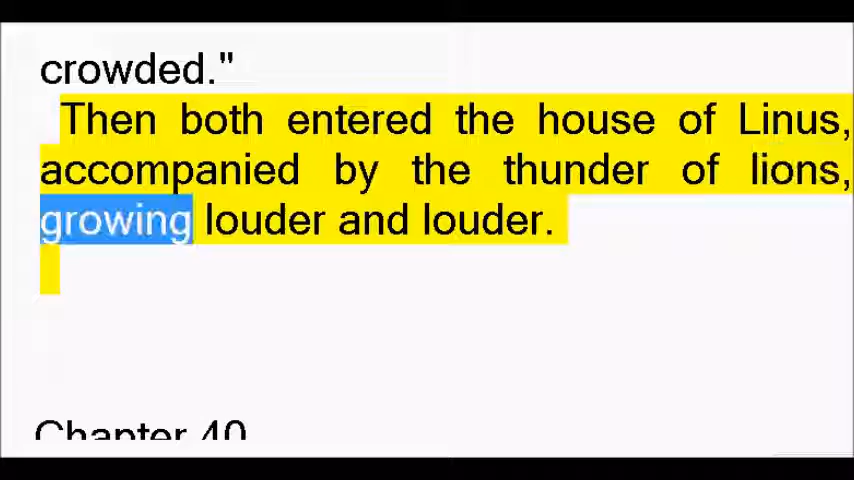 crowded."
Then both entered the house of Linus,
accompanied by the thunder of lions,
growing louder and louder.
Chapter 40